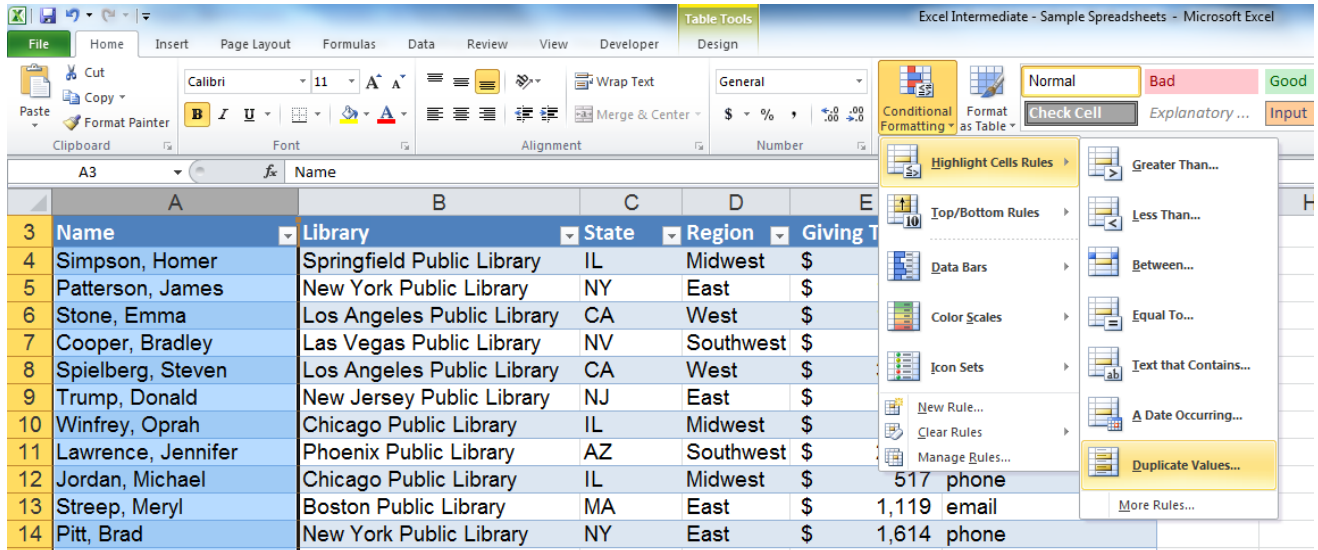 Table Tools
Excel Intermediate - Sample Spreadsheets - Microsoft Excel
File Home Insert Page Layout Formulas Data Review View Developer Design
Paste
Cut
Copy
Format Painter
Clipboard
Calibri 11
B I U
Font
Wrap Text
Merge & Center
Alignment
General
$ % ,
Number
Conditional Formatting
Format as Table
Normal Bad Good
Check Cell Explanatory ... Input
A3 fx Name
A B C D E H
3 Name Library State Region Giving T
4 Simpson, Homer Springfield Public Library IL Midwest $
5 Patterson, James New York Public Library NY East $
6 Stone, Emma Los Angeles Public Library CA West $
7 Cooper, Bradley Las Vegas Public Library NV Southwest $
8 Spielberg, Steven Los Angeles Public Library CA West $
9 Trump, Donald New Jersey Public Library NJ East $
10 Winfrey, Oprah Chicago Public Library IL Midwest $
11 Lawrence, Jennifer Phoenix Public Library AZ Southwest $
12 Jordan, Michael Chicago Public Library IL Midwest $ 517 phone
13 Streep, Meryl Boston Public Library MA East $ 1,119 email
14 Pitt, Brad New York Public Library NY East $ 1,614 phone
Highlight Cells Rules
Top/Bottom Rules
Data Bars
Color Scales
Icon Sets
New Rule...
Clear Rules
Manage Rules...
Greater Than...
Less Than...
Between...
Equal To...
Text that Contains...
A Date Occurring...
Duplicate Values...
More Rules...